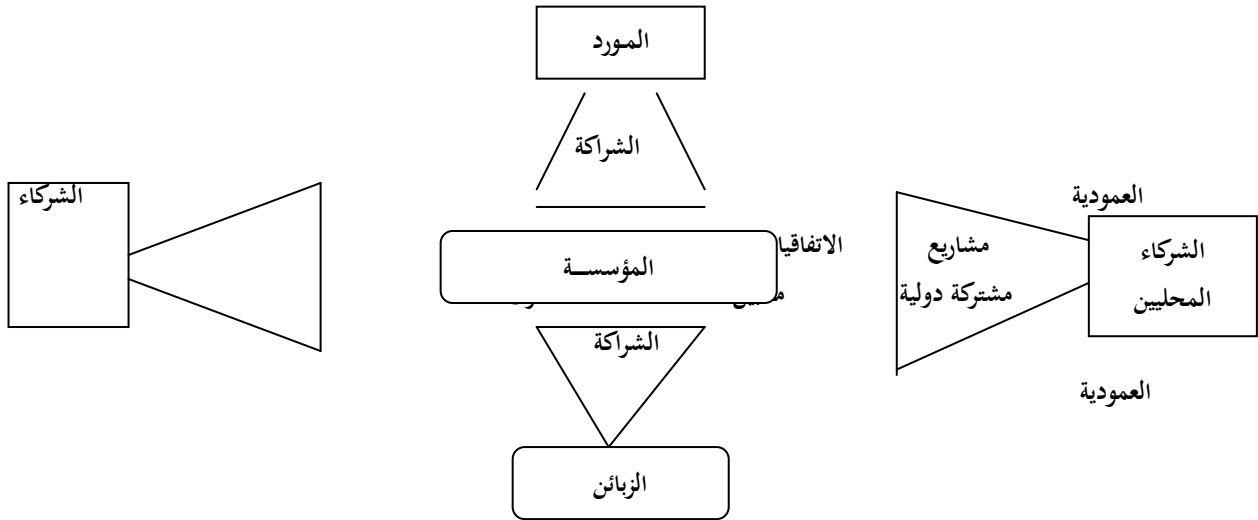 المورد
الشراكة
الشركاء
العمودية
الاتفاقيا
مشاريع
الشركاء
المؤسسة
مشتركة دولية
المحليين
الشراكة
العمودية
الزبائن